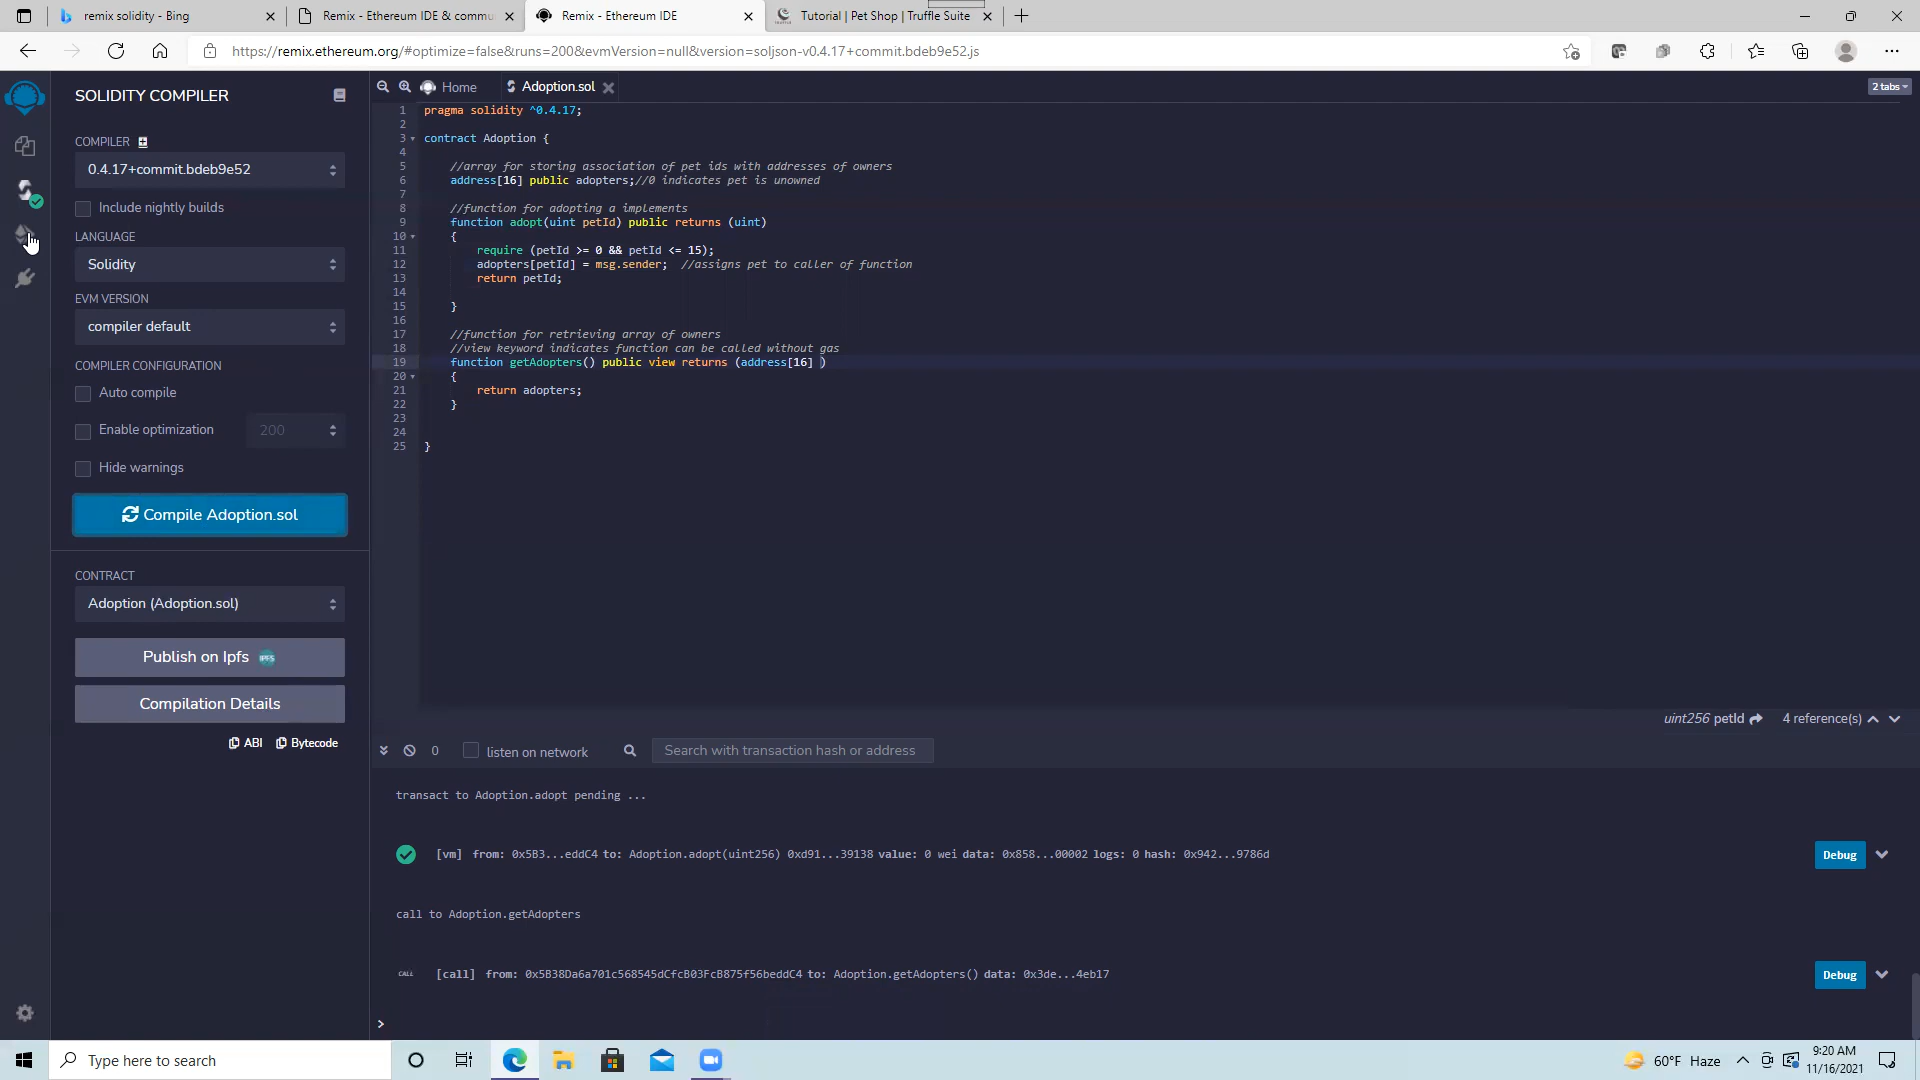 remix solidity - Bing
Remix - Ethereum IDE & commu
Remix - Ethereum IDE
Tutorial | Pet Shop | Truffle Suite
https://remix.ethereum.org/#optimize=false&runs=200&evmVersion=null&version=soljson-v0.4.17+commit.bdeb9e52.js
SOLIDITY COMPILER
COMPILER
0.4.17+commit.bdeb9e52
Include nightly builds
LANGUAGE
Solidity
EVM VERSION
compiler default
COMPILER CONFIGURATION
Auto compile
Enable optimization
200
Hide warnings
Compile Adoption.sol
CONTRACT
Adoption (Adoption.sol)
Publish on Ipfs IPFS
Compilation Details
ABI Bytecode
Home Adoption.sol
2 tabs
1 pragma solidity ^0.4.17;
2
3 contract Adoption {
4
5 //array for storing association of pet ids with addresses of owners
6 address[16] public adopters;//0 indicates pet is unowned
7
8 //function for adopting a implements
9 function adopt(uint petId) public returns (uint)
10 {
11 require (petId >= 0 && petId <= 15);
12 adopters[petId] = msg.sender; //assigns pet to caller of function
13 return petId;
14
15 }
16
17 //function for retrieving array of owners
18 //view keyword indicates function can be called without gas
19 function getAdopters() public view returns (address[16] )
20 {
21 return adopters;
22 }
23
24
25 }
uint256 petId 4 reference(s)
0 listen on network Search with transaction hash or address
transact to Adoption.adopt pending ...
[vm] from: 0x5B3...eddC4 to: Adoption.adopt(uint256) 0xd91...39138 value: 0 wei data: 0x858...00002 logs: 0 hash: 0x942...9786d
Debug
call to Adoption.getAdopters
CALL [call] from: 0x5B38Da6a701c568545dCfcB03FcB875f56beddC4 to: Adoption.getAdopters() data: 0x3de...4eb17
Debug
>
Type here to search
60°F Haze
9:20 AM
11/16/2021